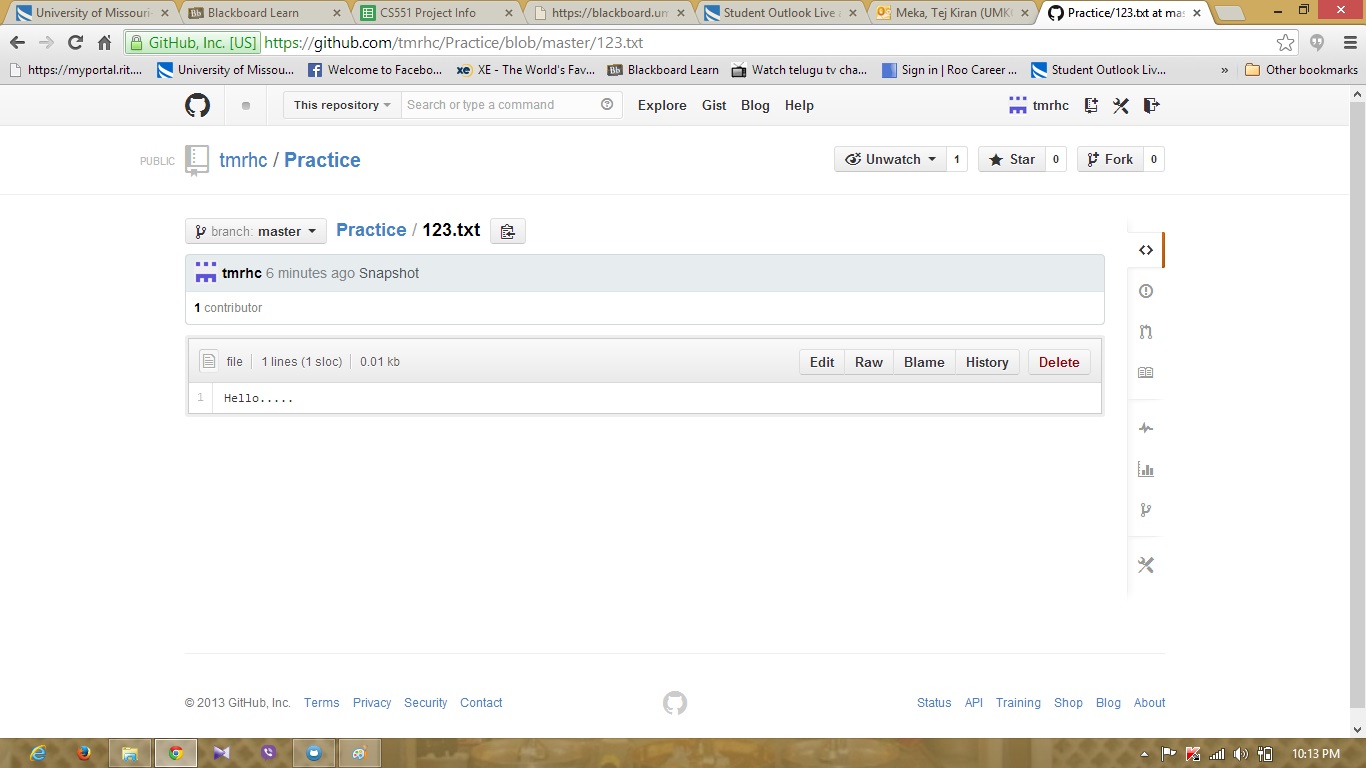 University of Missouri-
Blackboard Learn
CS551 Project Info
https://blackboard.um
Student Outlook Live a
Meka, Tej Kiran (UMK
Practice/123.txt at mas
GitHub, Inc. [US] https://github.com/tmrhc/Practice/blob/master/123.txt
https://myportal.rit.... University of Missou... Welcome to Facebo... XE - The World's Fav... Bb Blackboard Learn Watch telugu tv cha... Sign in | Roo Career ... Student Outlook Liv... » Other bookmarks
This repository Search or type a command Explore Gist Blog Help tmrhc
PUBLIC tmrhc / Practice Unwatch 1 Star 0 Fork 0
branch: master Practice / 123.txt
tmrhc 6 minutes ago Snapshot
1 contributor
file 1 lines (1 sloc) 0.01 kb Edit Raw Blame History Delete
1 Hello.....
© 2013 GitHub, Inc. Terms Privacy Security Contact Status API Training Shop Blog About
10:13 PM